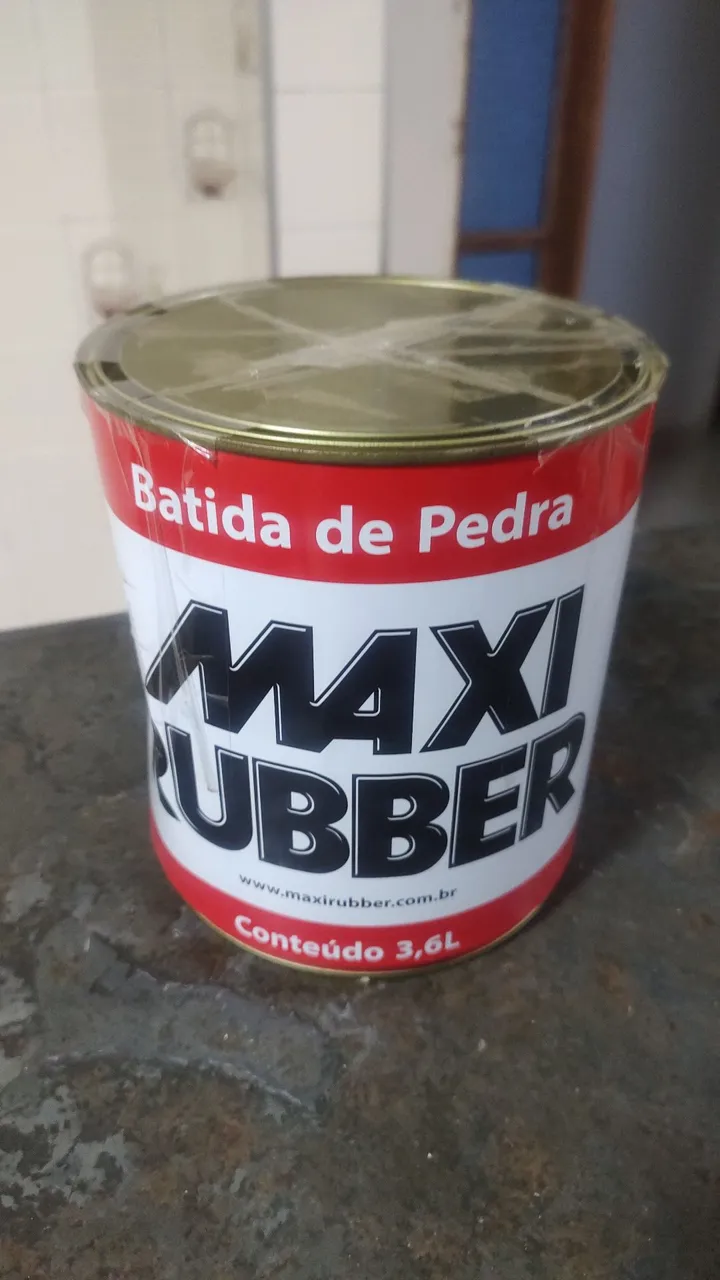 Batida de Pedra
MAXI
RUBBER
www.maxirubber.com.br
Conteúdo 3,6L